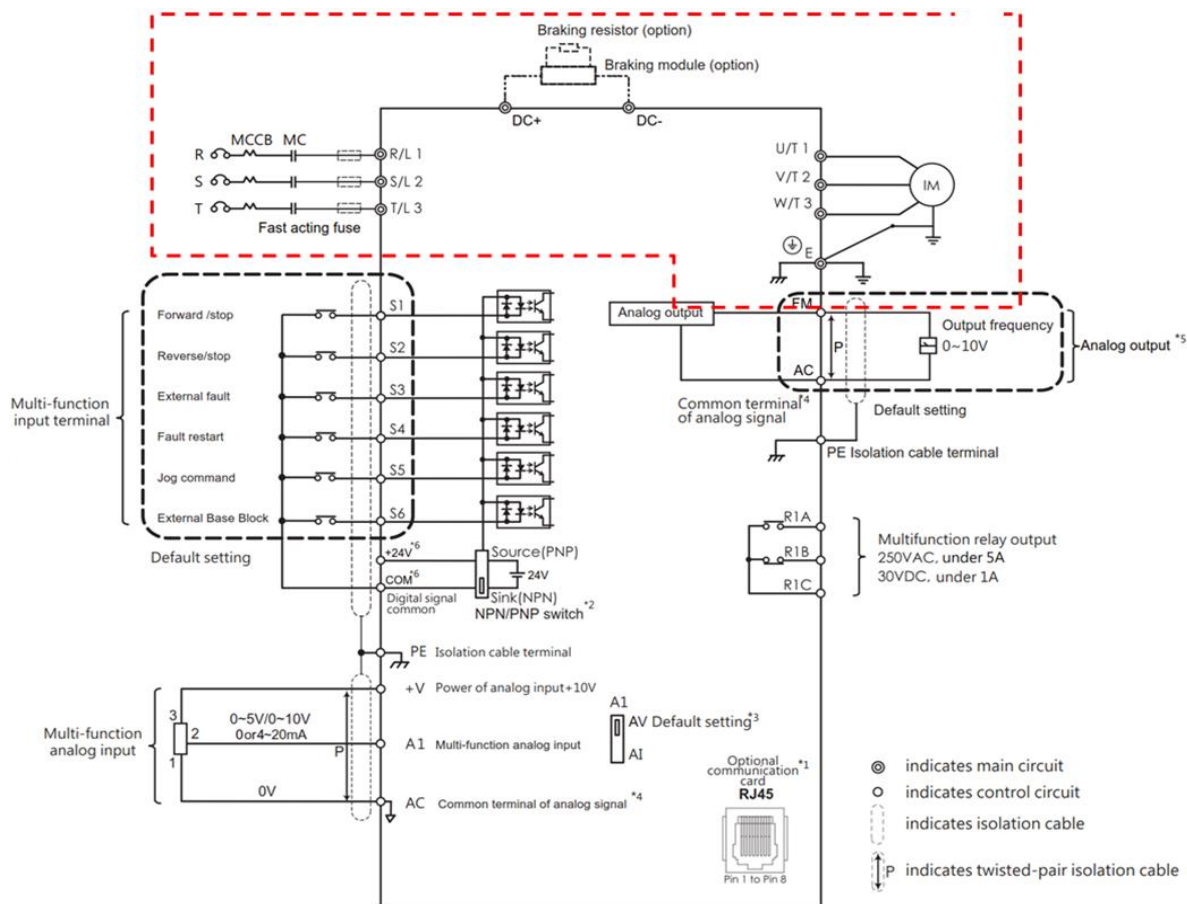 Braking resistor (option)
Braking module (option)
DC+
DC-
MCCB MC
R
R/L 1
S
S/L 2
T
T/L 3
Fast acting fuse
U/T 1
V/T 2
W/T 3
IM
E
Multi-function
input terminal
Forward /stop
S1
Reverse/stop
S2
External fault
S3
Fault restart
S4
Jog command
S5
External Base Block
S6
Default setting
+24V*6
COM*6
Digital signal
common
Source(PNP)
24V
Sink(NPN)
NPN/PNP switch*2
PE Isolation cable terminal
Analog output
FM
P
AC
Output frequency
0~10V
Analog output *5
Common terminal*4
of analog signal
Default setting
PE Isolation cable terminal
R1A
R1B
R1C
Multifunction relay output
250VAC, under 5A
30VDC, under 1A
Multi-function
analog input
3
2
1
0~5V/0~10V
0or4~20mA
0V
P
+V Power of analog input+10V
A1 Multi-function analog input
AC Common terminal of analog signal *4
A1
AV Default setting*3
AI
Optional
communication*1
card
RJ45
Pin 1 to Pin 8
indicates main circuit
indicates control circuit
indicates isolation cable
P indicates twisted-pair isolation cable